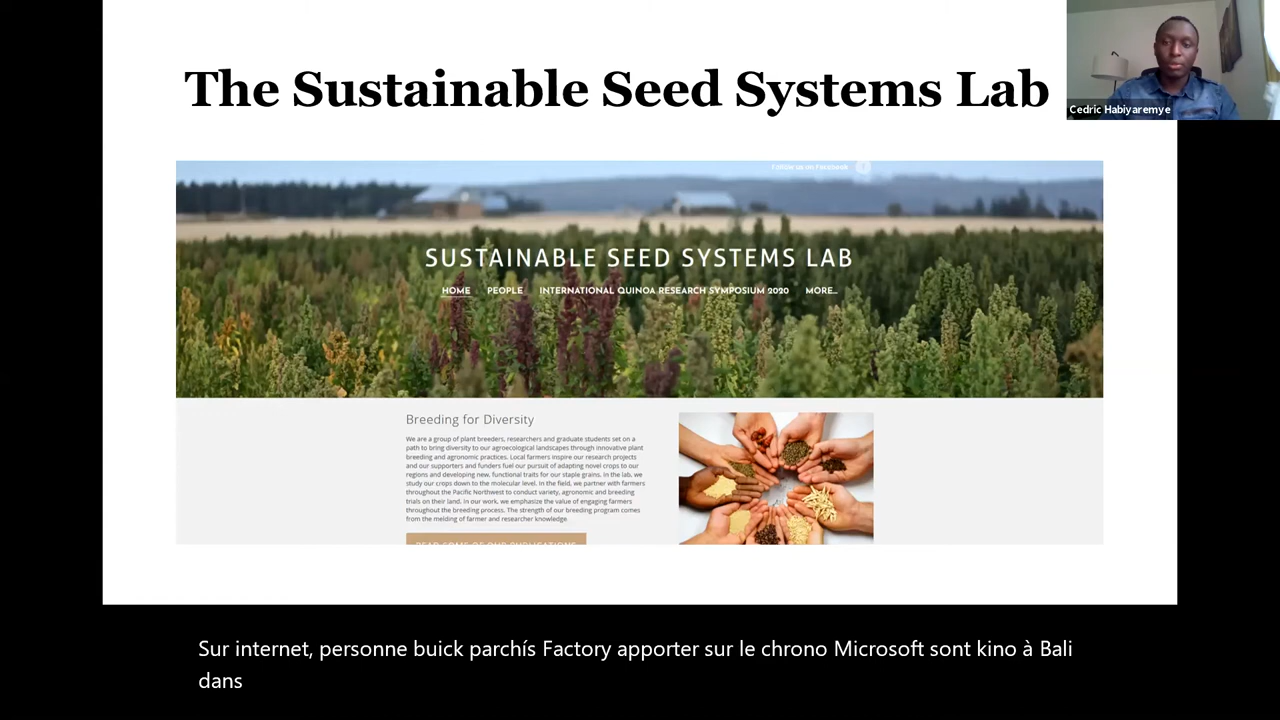 The Sustainable Seed Systems Lab
Cedric Habiyaremye
Follow us on Facebook
SUSTAINABLE SEED SYSTEMS LAB
HOME PEOPLE INTERNATIONAL QUINOA RESEARCH SYMPOSIUM 2020 MORE...
Breeding for Diversity
We are a group of plant breeders, researchers and graduate students set on a
path to bring diversity to our agroecological landscapes through innovative plant
breeding and agronomic practices. Local farmers inspire our research projects
and our supporters and funders fuel our pursuit of adapting novel crops to our
regions and developing new, functional traits for our staple grains. In the lab, we
study our crops down to the molecular level. In the field, we partner with farmers
throughout the Pacific Northwest to conduct variety, agronomic and breeding
trials on their land. In our work, we emphasize the value of engaging farmers
throughout the breeding process. The strength of our breeding program comes
from the melding of farmer and researcher knowledge.
READ SOME OF OUR PUBLICATIONS
Sur internet, personne buick parchís Factory apporter sur le chrono Microsoft sont kino à Bali
dans